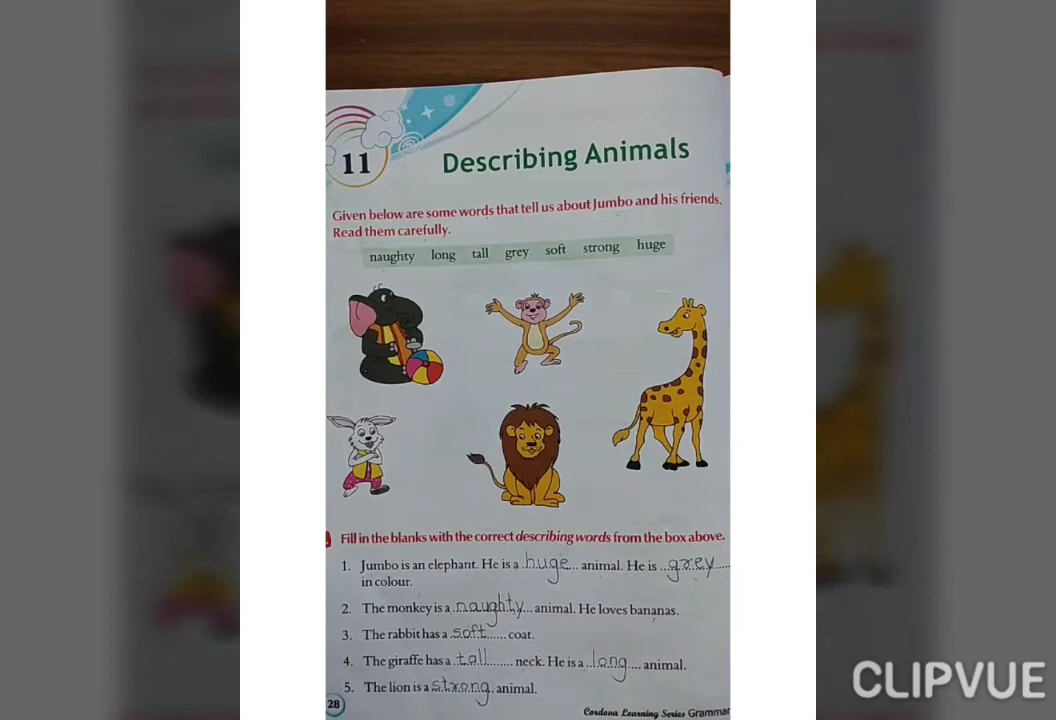 11
Describing Animals
Given below are some words that tell us about Jumbo and his friends.
Read them carefully.
naughty long tall grey soft strong huge
Fill in the blanks with the correct describing words from the box above.
1. Jumbo is an elephant. He is a huge animal. He is grey
in colour.
2. The monkey is a naughty animal. He loves bananas.
3. The rabbit has a soft coat.
4. The giraffe has a tall neck. He is a long animal.
5. The lion is a strong animal.
28
Cordova Learning Series Grammar
CLIPVUE